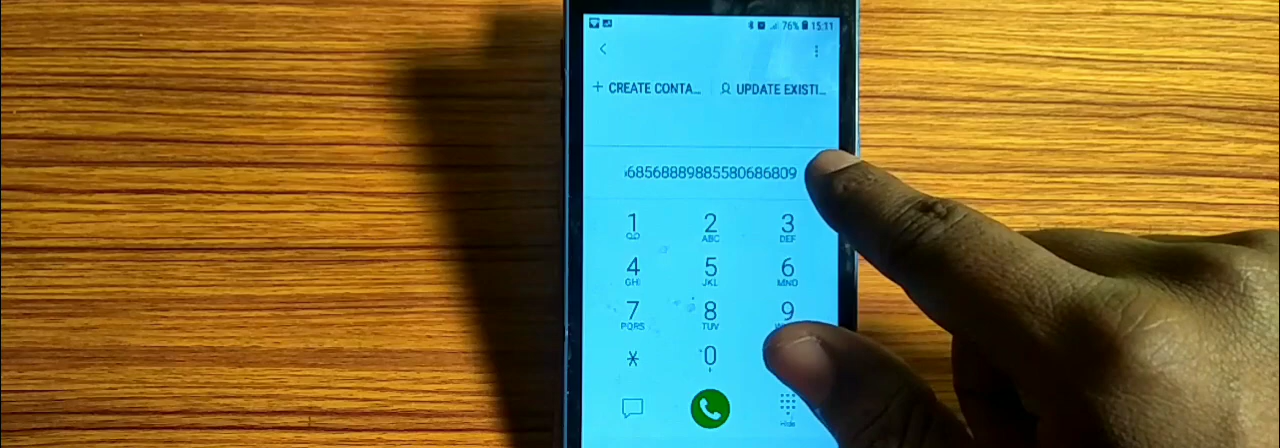 76% 15:11
+ CREATE CONTA... UPDATE EXISTI...
68568889885580686809
1 2 3
ABC DEF
4 5 6
GHI JKL MNO
7 8 9
PQRS TUV
* 0
+
Hide